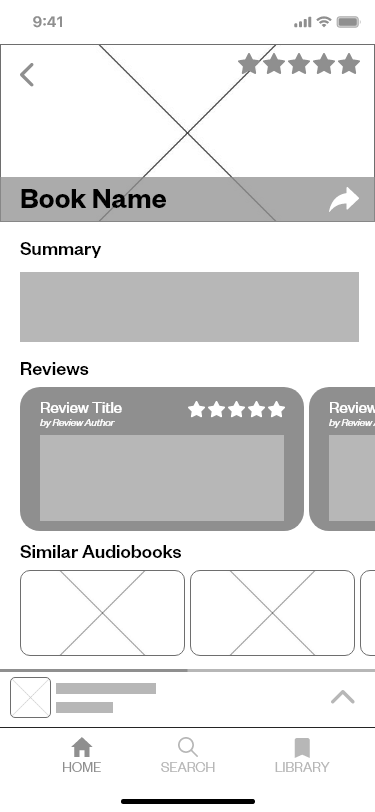 9:41
Book Name
Summary
Reviews
Review Title
by Review Author
Review
by Review
Similar Audiobooks
HOME
SEARCH
LIBRARY